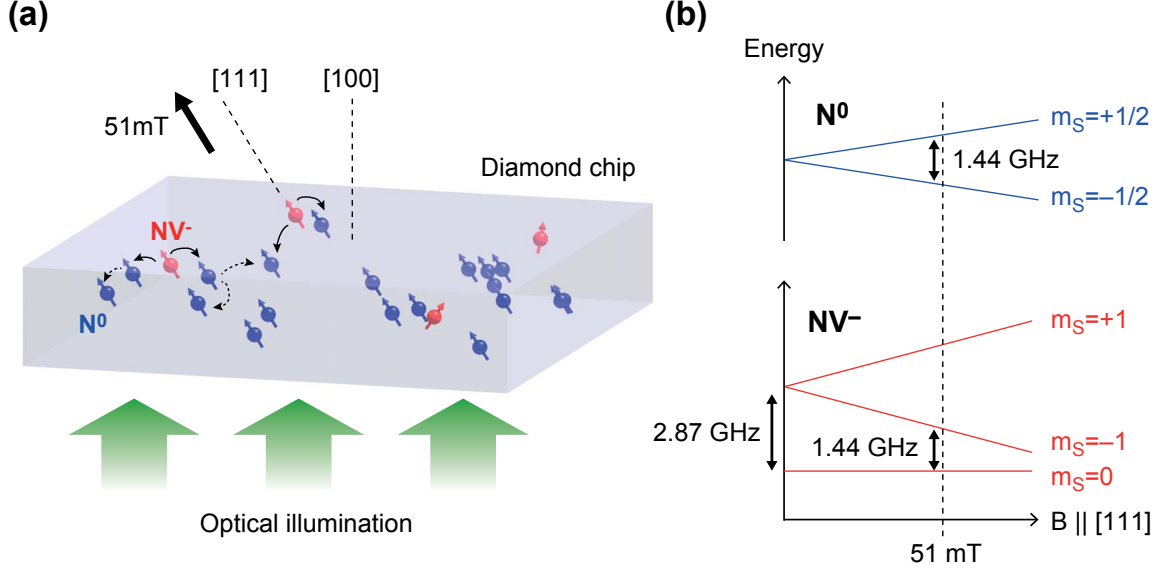 (a)
[111]
[100]
51mT
Diamond chip
NV-
N0
Optical illumination
(b)
Energy
N0
mS=+1/2
1.44 GHz
mS=–1/2
NV–
mS=+1
2.87 GHz
1.44 GHz
mS=–1
mS=0
B || [111]
51 mT